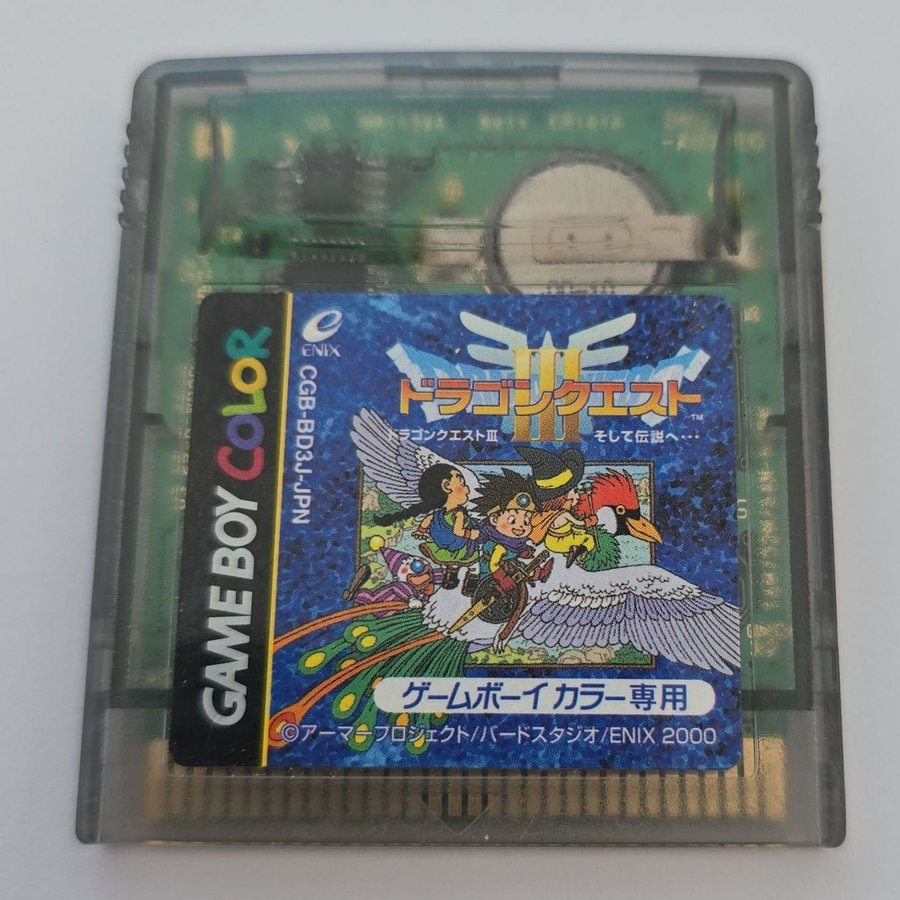 GAME BOY COLOR
ENIX
CGB-BD3J-JPN
III
ドラゴンクエスト
TM
ドラゴンクエストIII そして伝説へ…
ゲームボーイカラー専用
©アーマープロジェクト/バードスタジオ/ENIX 2000